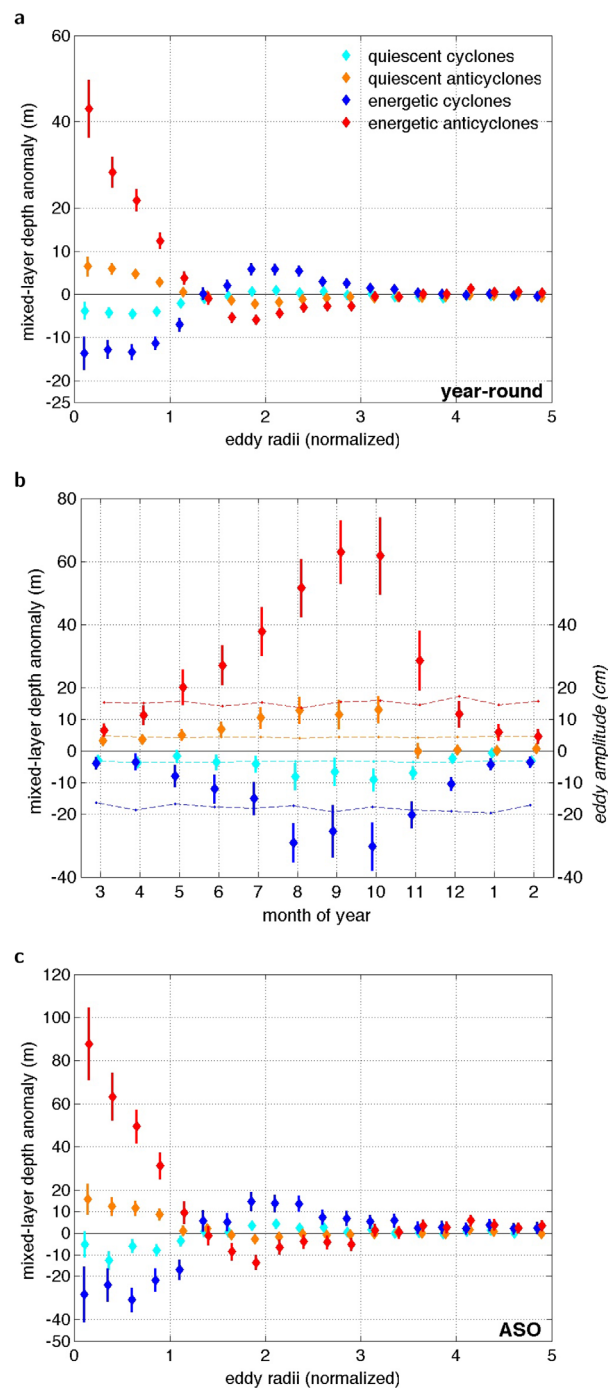 a
60
40
20
10
0
-10
-20
-25
mixed-layer depth anomaly (m)
quiescent cyclones
quiescent anticyclones
energetic cyclones
energetic anticyclones
year-round
0 1 2 3 4 5
eddy radii (normalized)
b
80
60
40
20
10
0
-10
-20
-40
mixed-layer depth anomaly (m)
40
20
10
0
-10
-20
-40
eddy amplitude (cm)
3 4 5 6 7 8 9 10 11 12 1 2
month of year
c
120
100
80
60
40
20
10
0
-10
-20
-40
-50
mixed-layer depth anomaly (m)
ASO
0 1 2 3 4 5
eddy radii (normalized)